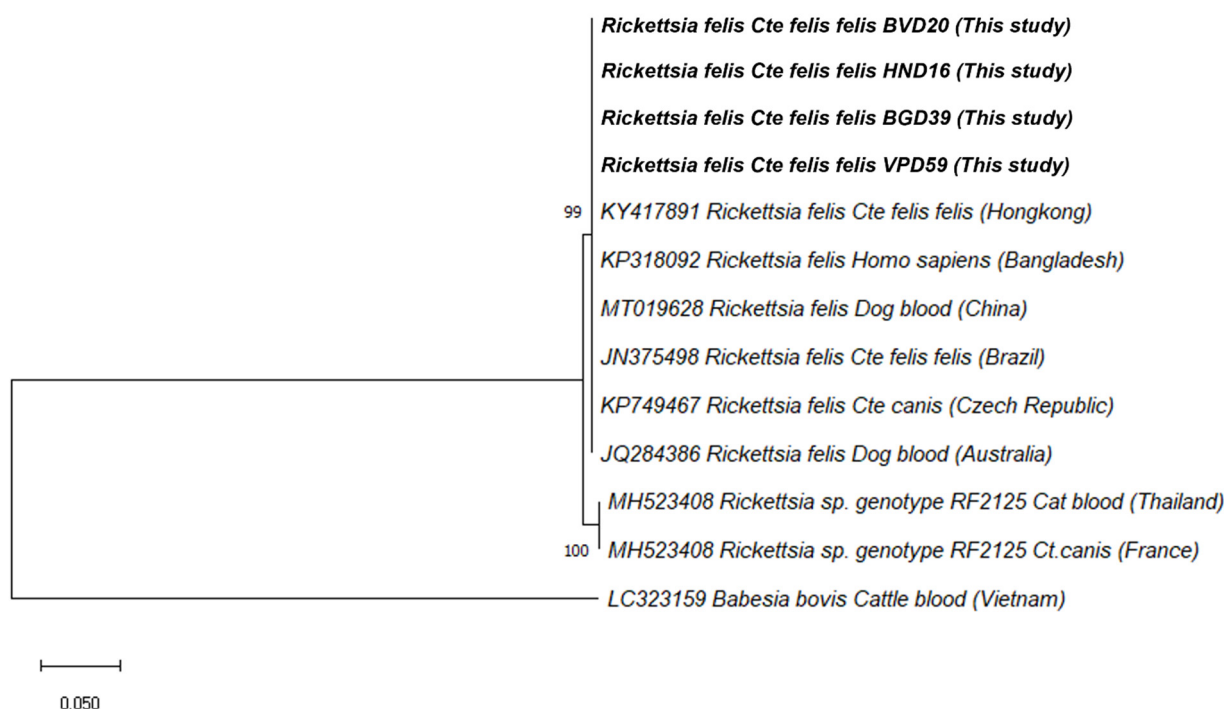 Rickettsia felis Cte felis felis BVD20 (This study)
Rickettsia felis Cte felis felis HND16 (This study)
Rickettsia felis Cte felis felis BGD39 (This study)
Rickettsia felis Cte felis felis VPD59 (This study)
99
KY417891 Rickettsia felis Cte felis felis (Hongkong)
KP318092 Rickettsia felis Homo sapiens (Bangladesh)
MT019628 Rickettsia felis Dog blood (China)
JN375498 Rickettsia felis Cte felis felis (Brazil)
KP749467 Rickettsia felis Cte canis (Czech Republic)
JQ284386 Rickettsia felis Dog blood (Australia)
MH523408 Rickettsia sp. genotype RF2125 Cat blood (Thailand)
100
MH523408 Rickettsia sp. genotype RF2125 Ct.canis (France)
LC323159 Babesia bovis Cattle blood (Vietnam)
0.050